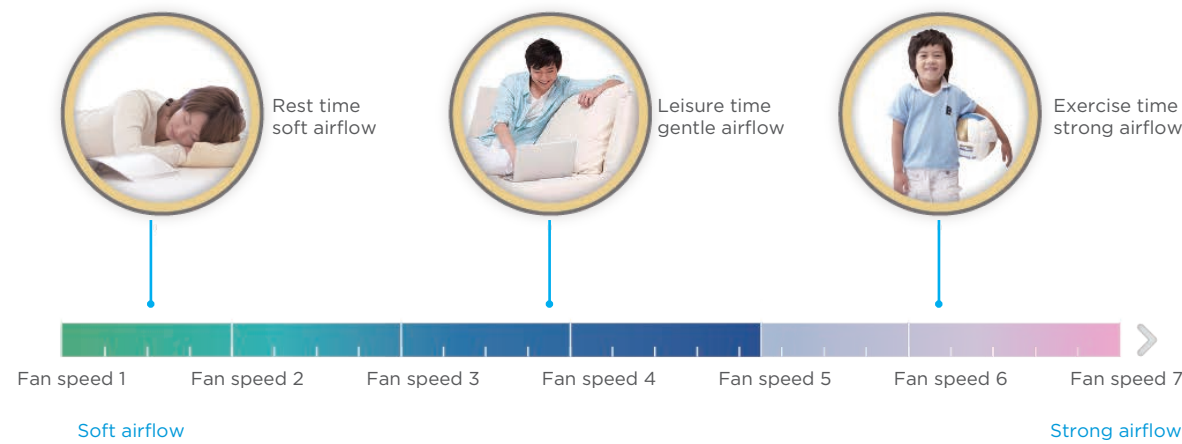 Rest time
soft airflow
Leisure time
gentle airflow
Exercise time
strong airflow
Fan speed 1
Fan speed 2
Fan speed 3
Fan speed 4
Fan speed 5
Fan speed 6
Fan speed 7
Soft airflow
Strong airflow